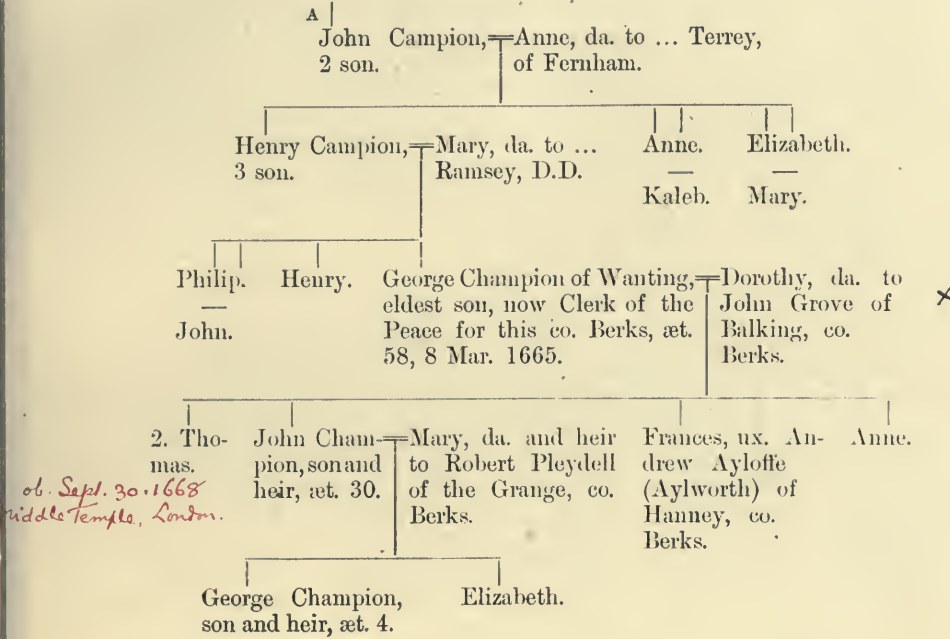 A
John Campion, Anne, da. to ... Terrey,
2 son. of Fernham.
Henry Campion, Mary, da. to ... Anne. Elizabeth.
3 son. Ramsey, D.D. — —
Kaleb. Mary.
Philip. Henry. George Champion of Wanting, Dorothy, da. to
— eldest son, now Clerk of the John Grove of
John. Peace for this co. Berks, æt. Balking, co.
58, 8 Mar. 1665. Berks.
2. Tho- John Cham- Mary, da. and heir Frances, ux. An- Anne.
mas. pion, son and to Robert Pleydell drew Ayloffe
ob. Sept. 30. 1668 heir, æt. 30. of the Grange, co. (Aylworth) of
iddle Temple, London. Berks. Hanney, co.
Berks.
George Champion, Elizabeth.
son and heir, æt. 4.